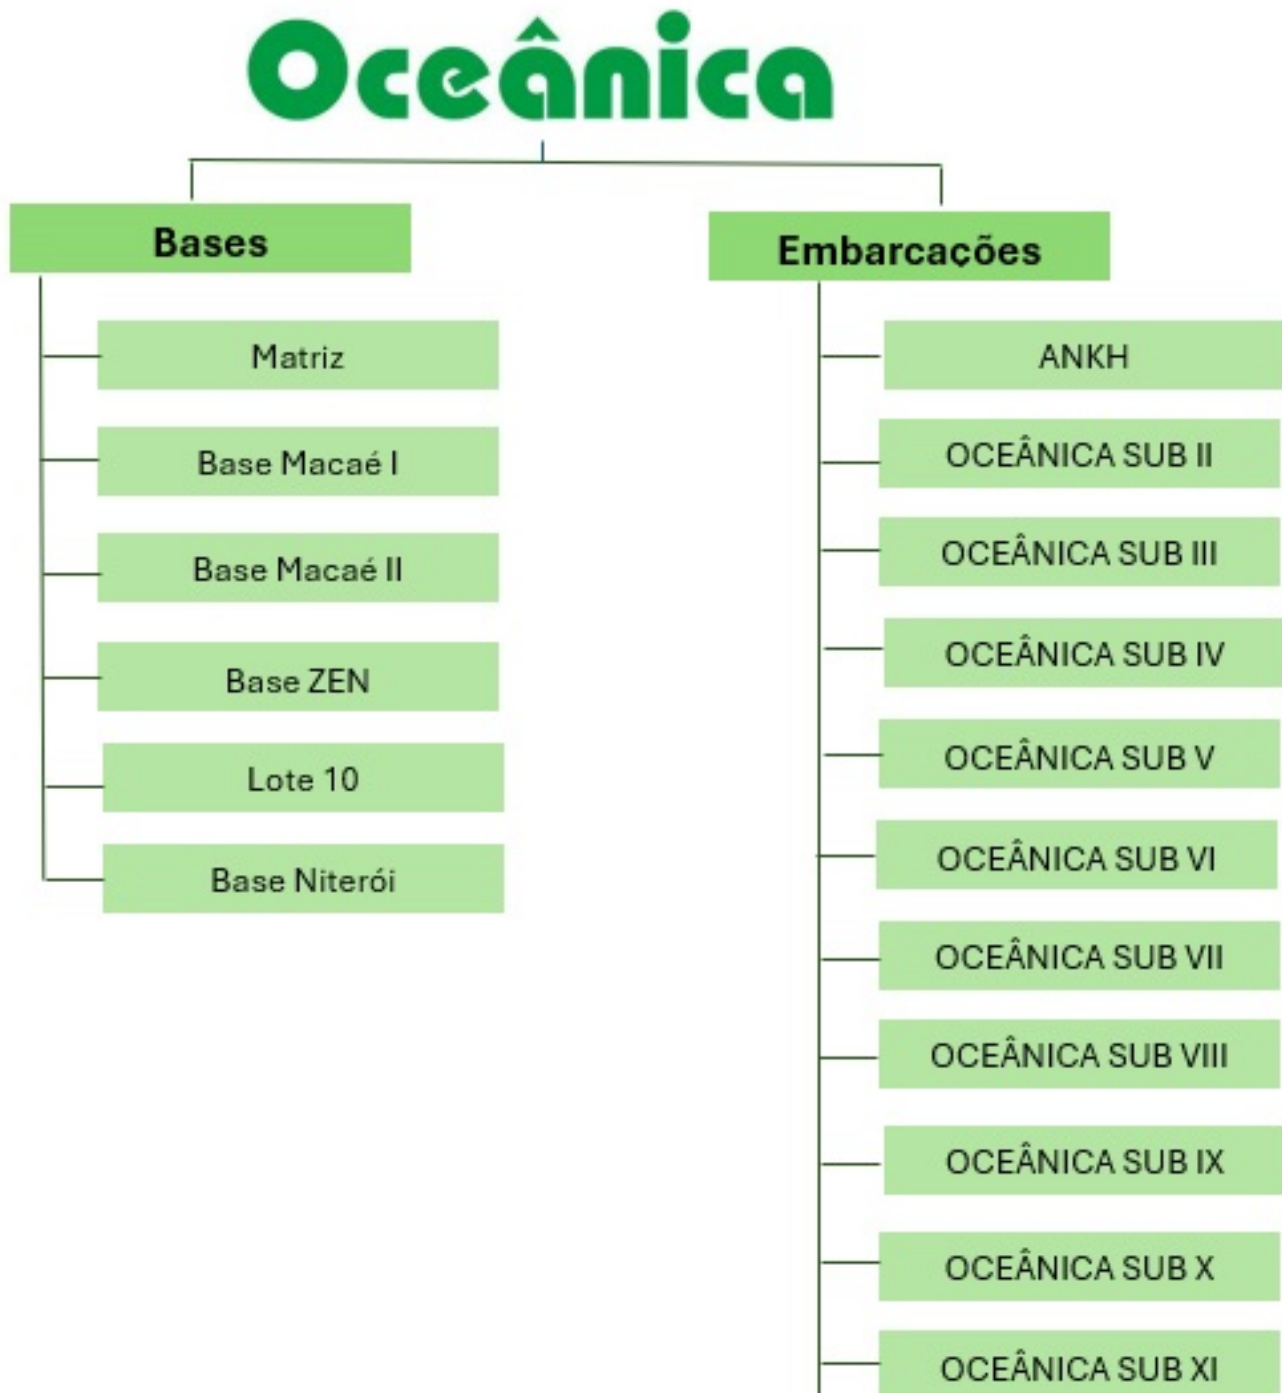 Oceânica
Bases
Matriz
Base Macaé I
Base Macaé II
Base ZEN
Lote 10
Base Niterói
Embarcações
ANKH
OCEÂNICA SUB II
OCEÂNICA SUB III
OCEÂNICA SUB IV
OCEÂNICA SUB V
OCEÂNICA SUB VI
OCEÂNICA SUB VII
OCEÂNICA SUB VIII
OCEÂNICA SUB IX
OCEÂNICA SUB X
OCEÂNICA SUB XI